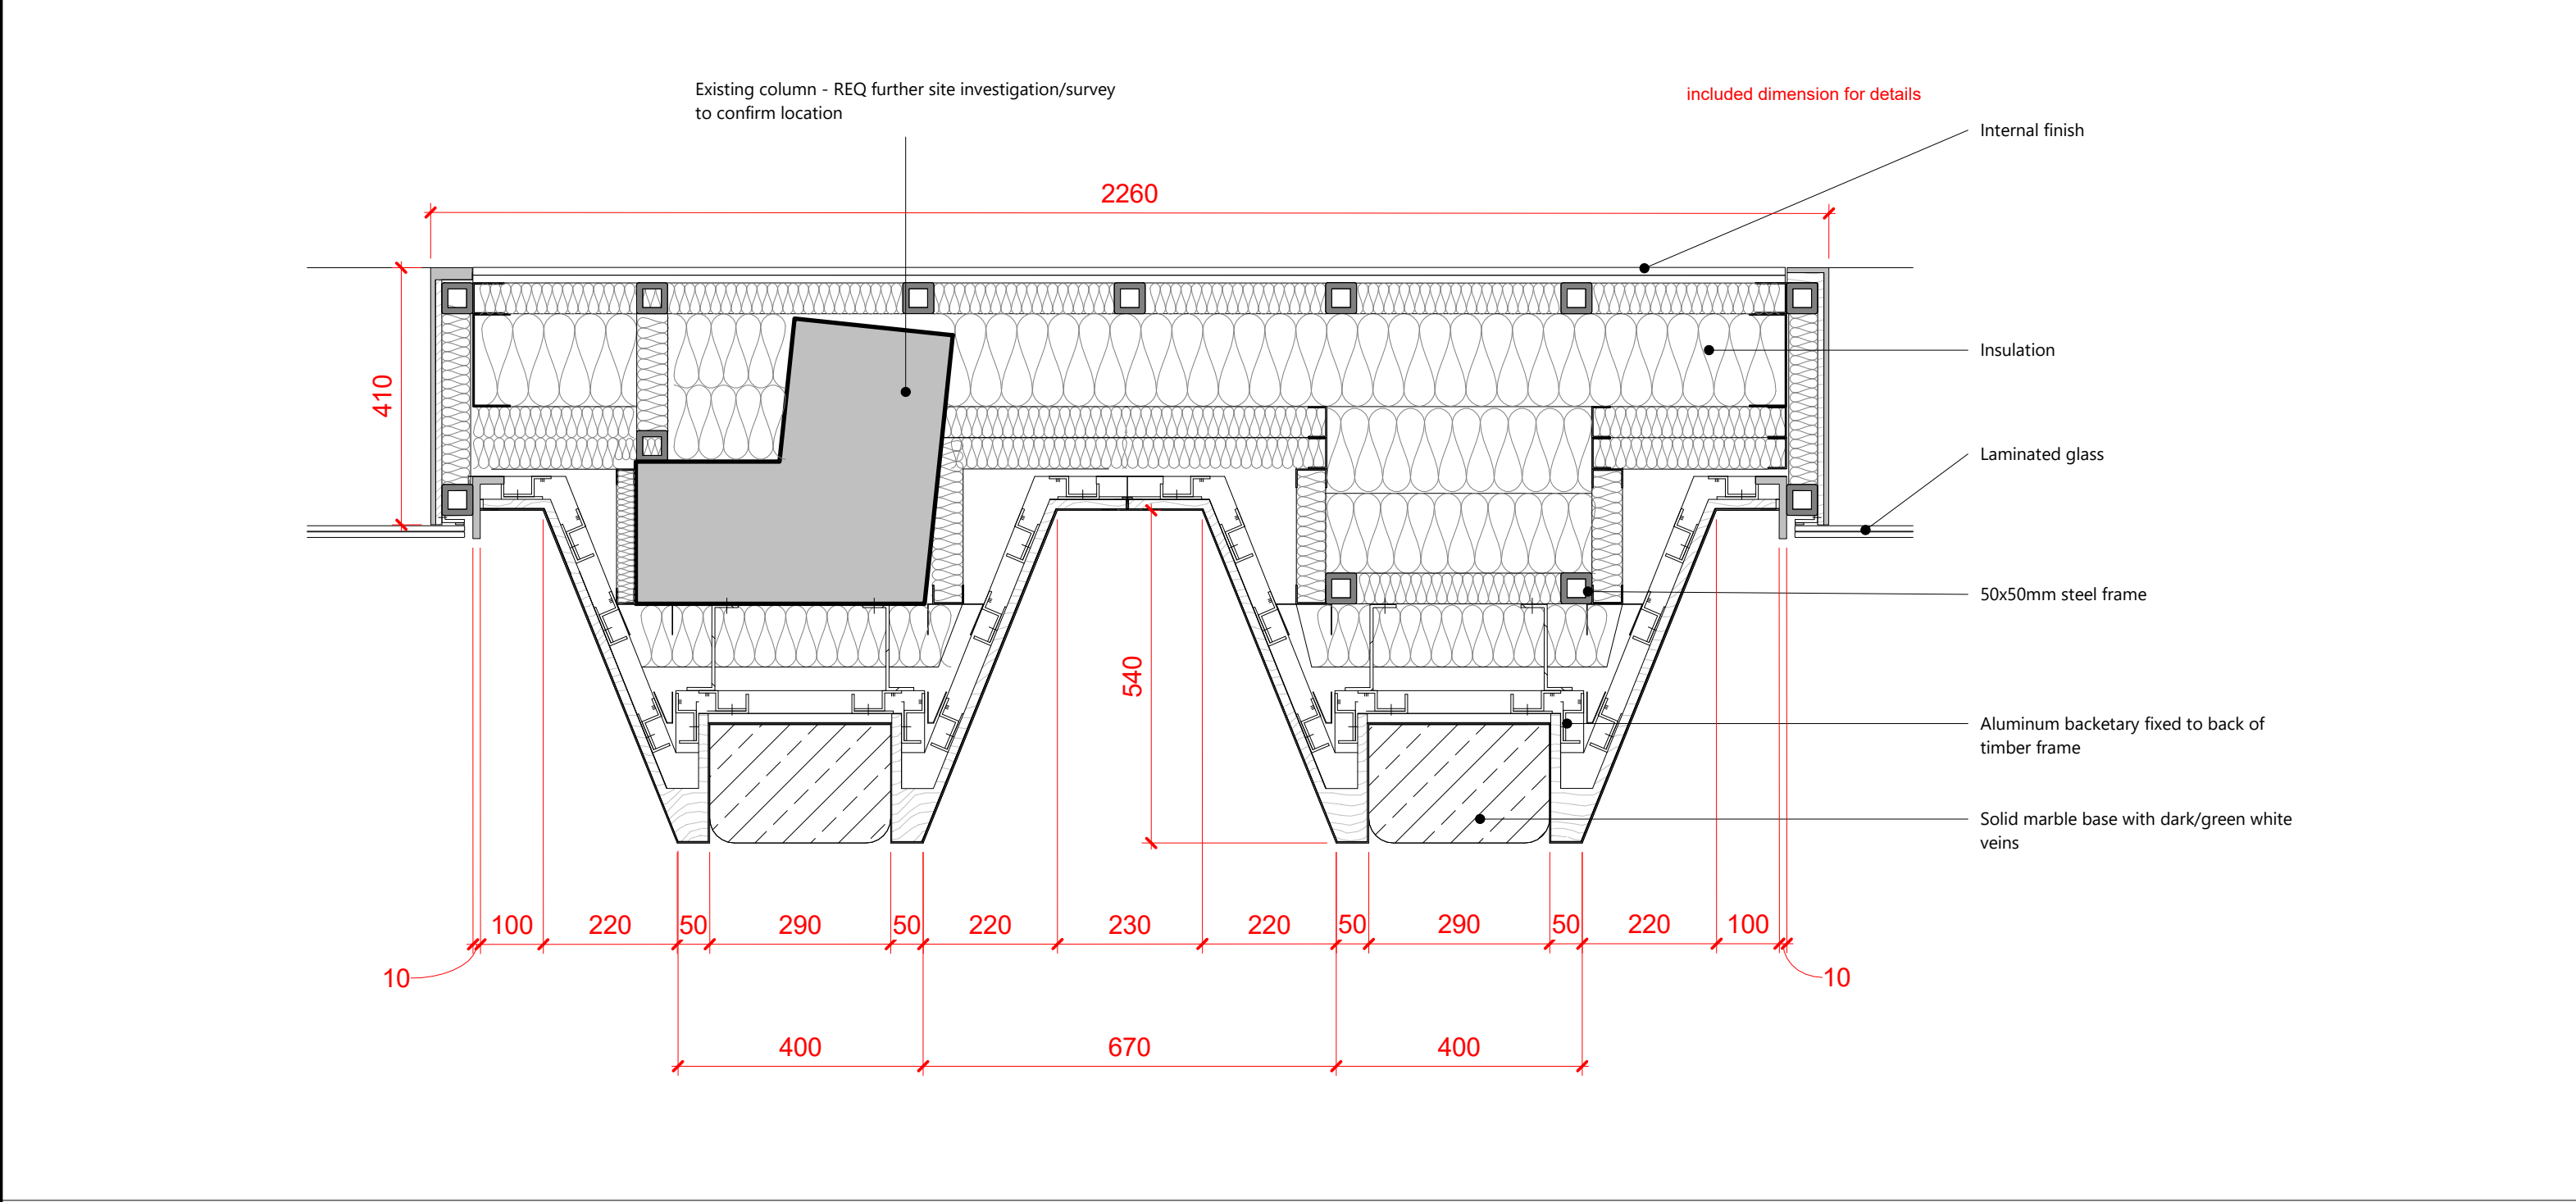 Existing column - REQ further site investigation/survey
to confirm location
included dimension for details
Internal finish
2260
410
Insulation
Laminated glass
50x50mm steel frame
540
Aluminum backetary fixed to back of
timber frame
Solid marble base with dark/green white
veins
100 220 50 290 50 220 230 220 50 290 50 220 100
10 10
400 670 400